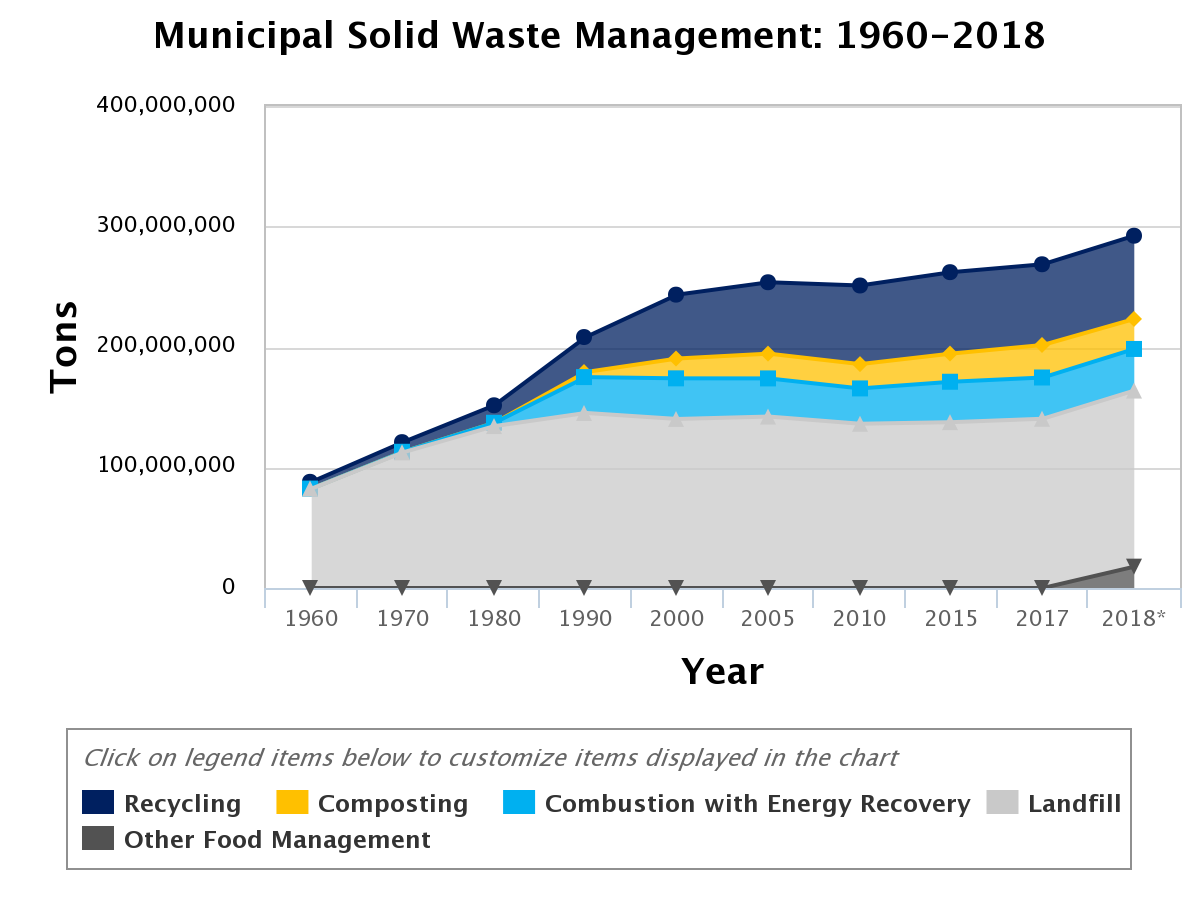 Municipal Solid Waste Management: 1960-2018
400,000,000
300,000,000
200,000,000
100,000,000
0
Tons
1960 1970 1980 1990 2000 2005 2010 2015 2017 2018*
Year
Click on legend items below to customize items displayed in the chart
Recycling Composting Combustion with Energy Recovery Landfill
Other Food Management